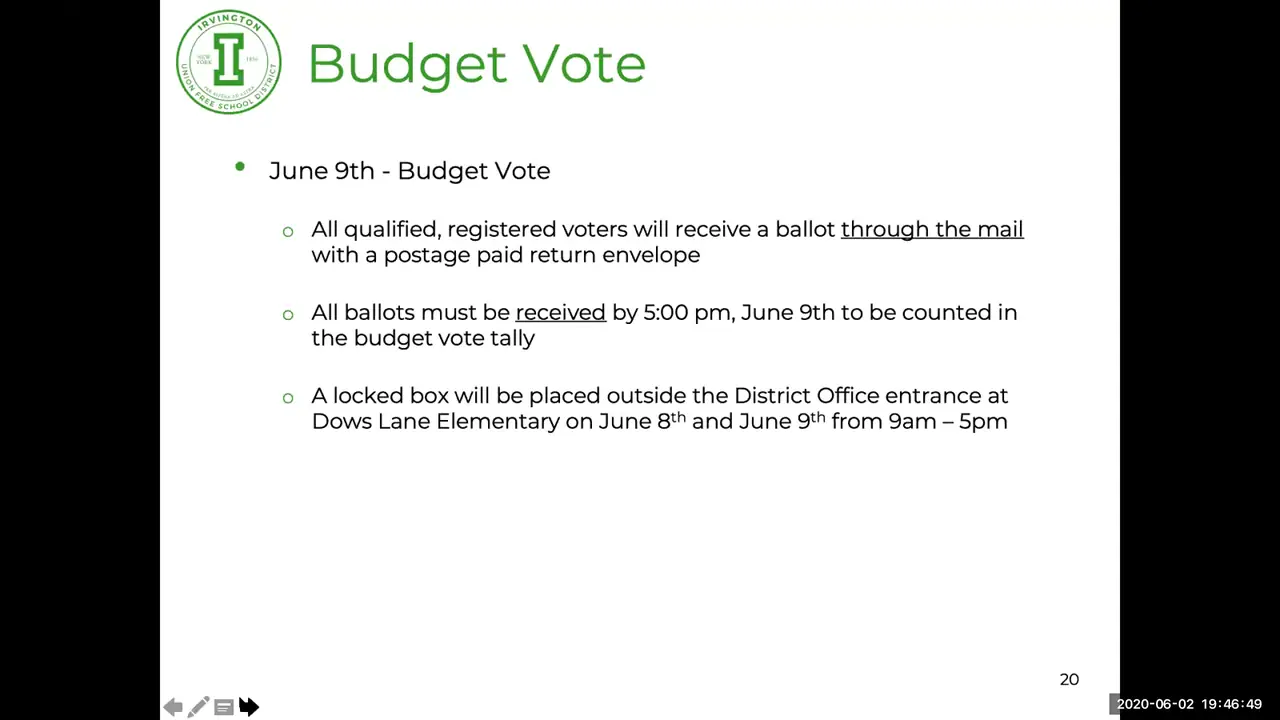 IRVINGTON
NEW YORK
1856
UNION FREE SCHOOL DISTRICT
Budget Vote
June 9th - Budget Vote
All qualified, registered voters will receive a ballot through the mail
with a postage paid return envelope
All ballots must be received by 5:00 pm, June 9th to be counted in
the budget vote tally
A locked box will be placed outside the District Office entrance at
Dows Lane Elementary on June 8th and June 9th from 9am – 5pm
20
2020-06-02 19:46:49